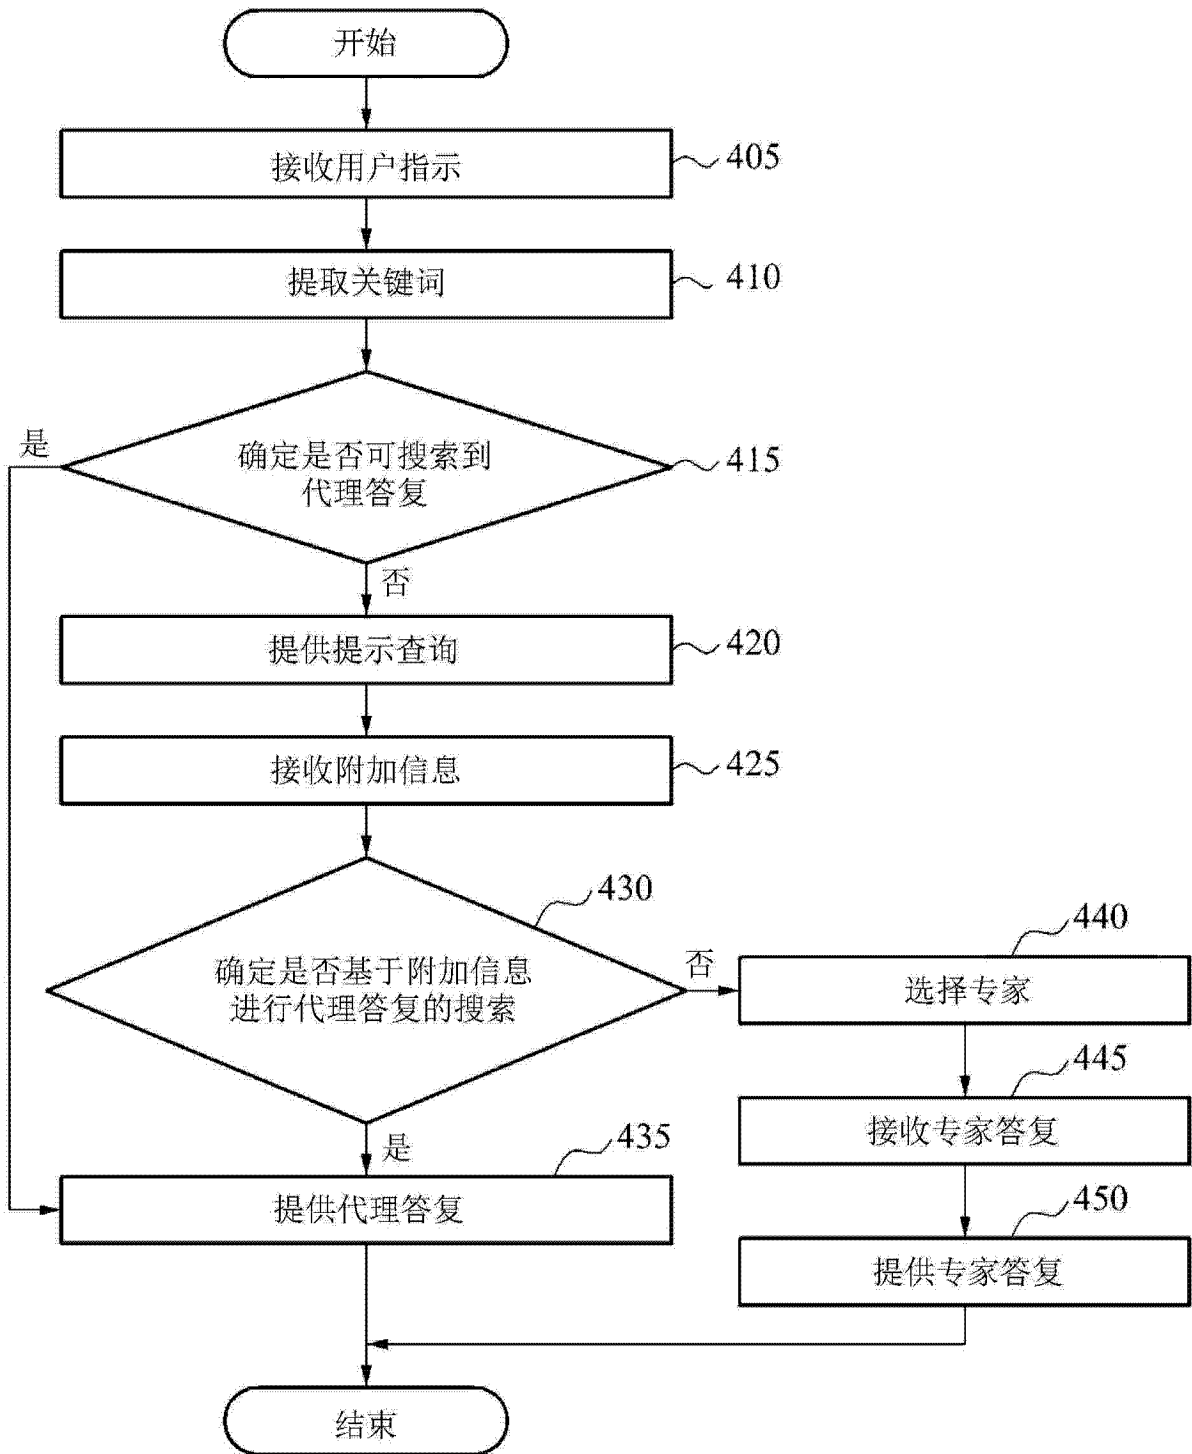 开始
接收用户指示
405
提取关键词
410
是
确定是否可搜索到
代理答复
415
否
提供提示查询
420
接收附加信息
425
430
确定是否基于附加信息
进行代理答复的搜索
否
440
选择专家
445
接收专家答复
是
435
提供代理答复
450
提供专家答复
结束